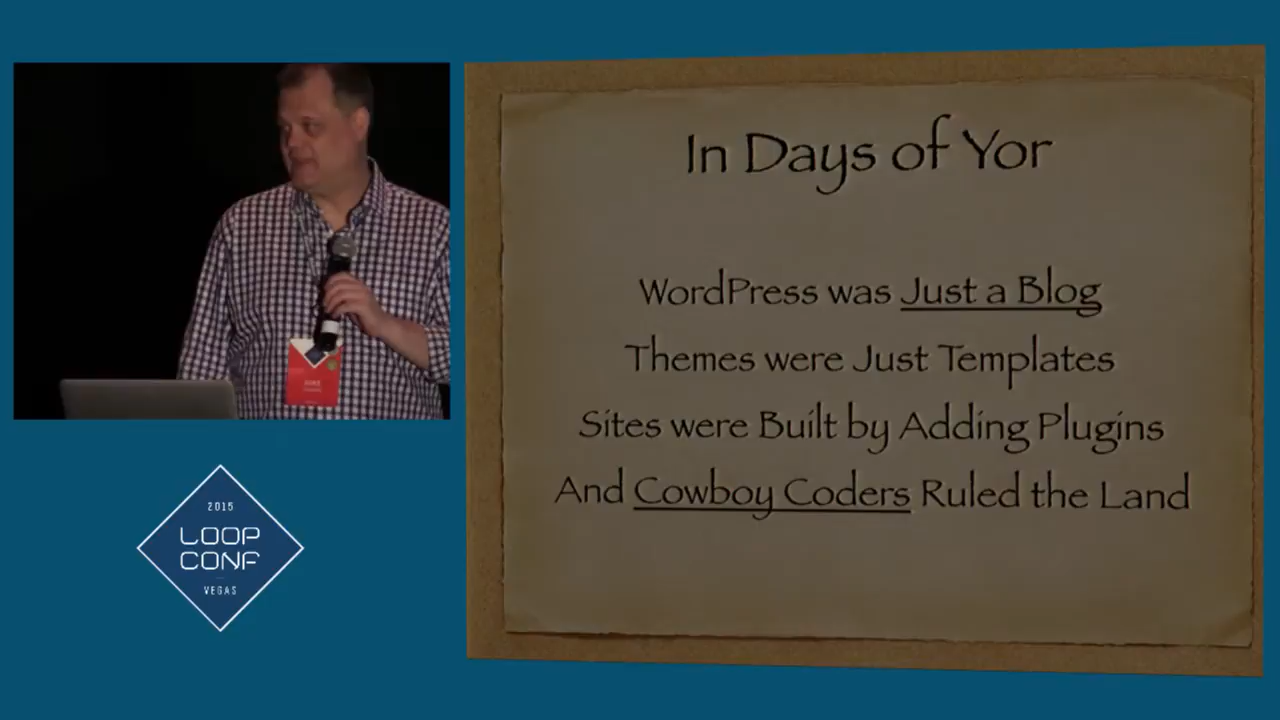 In Days of Yor
WordPress was Just a Blog
Themes were Just Templates
Sites were Built by Adding Plugins
And Cowboy Coders Ruled the Land
2015
LOOP
CONF
VEGAS